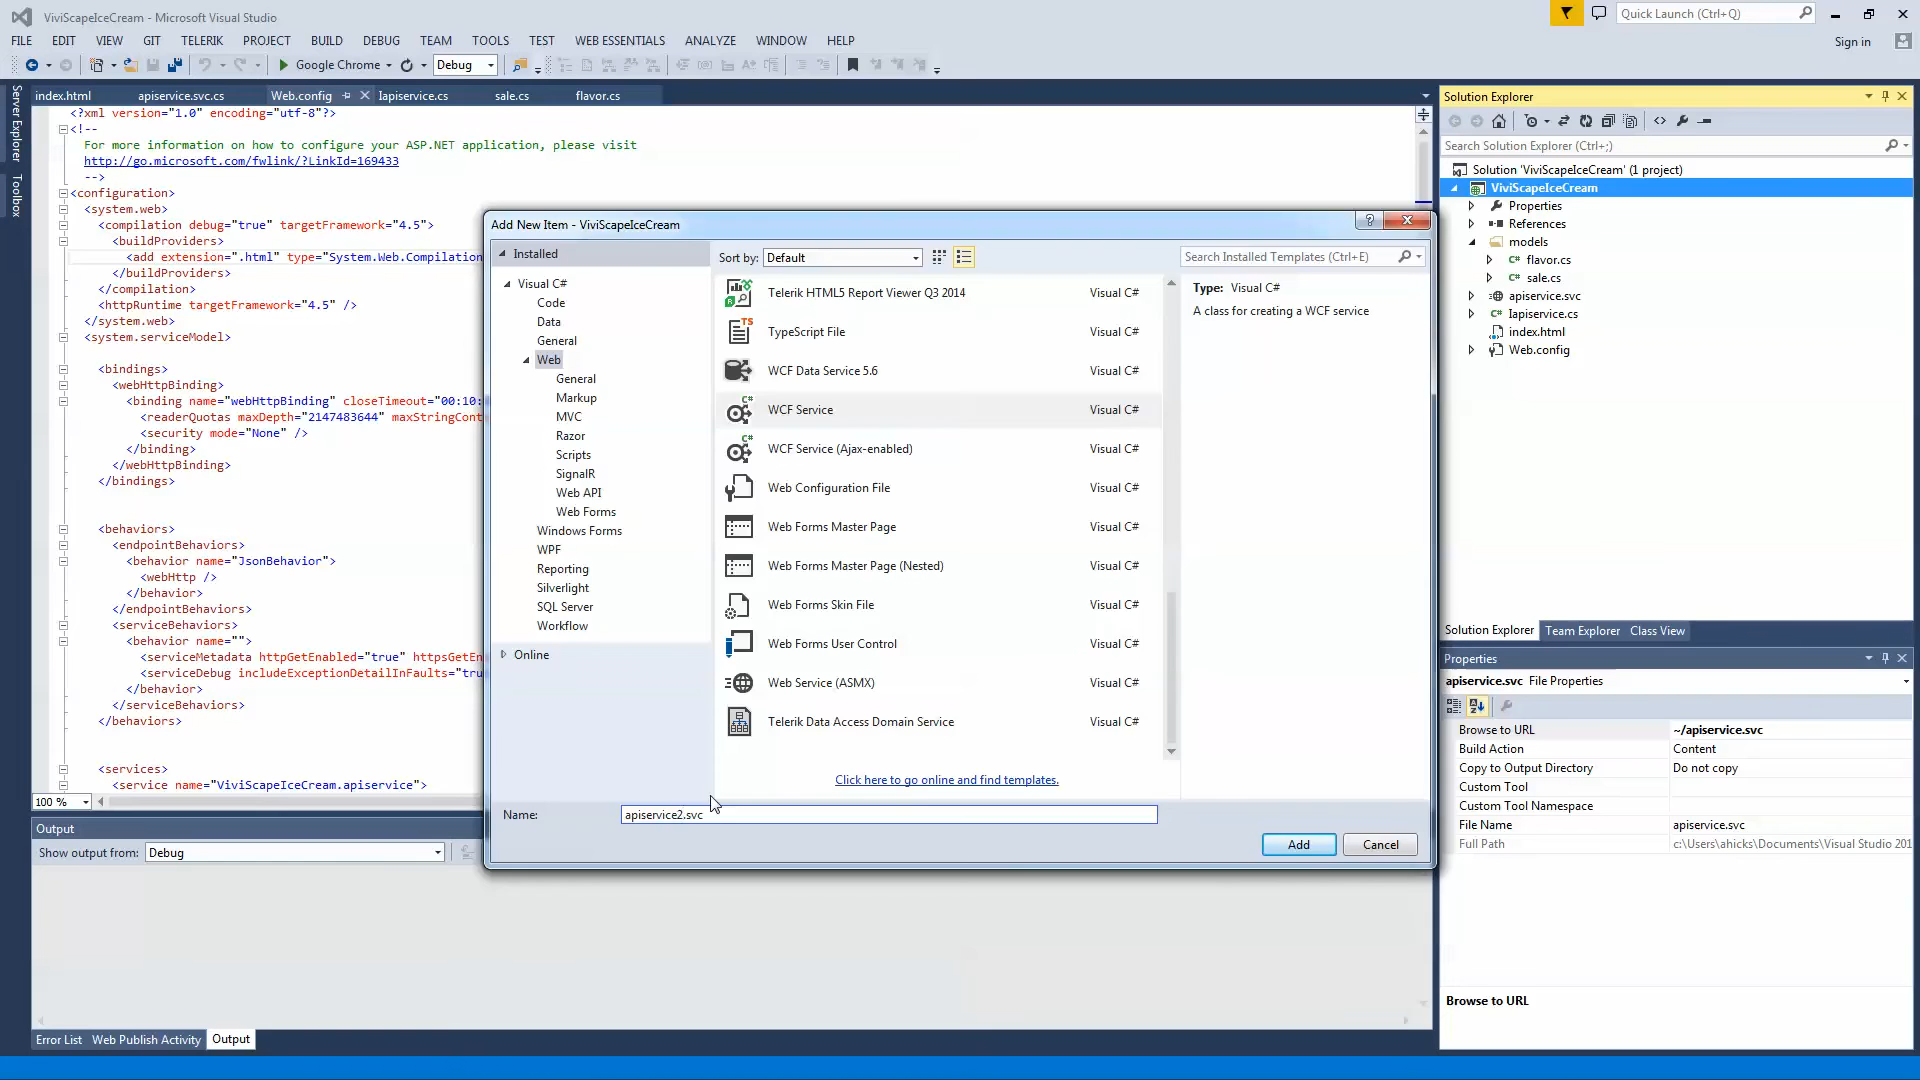 ViviScapeIceCream - Microsoft Visual Studio
Quick Launch (Ctrl+Q)
FILE EDIT VIEW GIT TELERIK PROJECT BUILD DEBUG TEAM TOOLS TEST WEB ESSENTIALS ANALYZE WINDOW HELP
Sign in
Google Chrome Debug
Server Explorer
Toolbox
index.html apiservice.svc.cs Web.config Iapiservice.cs sale.cs flavor.cs
<?xml version="1.0" encoding="utf-8"?>
<!--
For more information on how to configure your ASP.NET application, please visit
http://go.microsoft.com/fwlink/?LinkId=169433
-->
<configuration>
<system.web>
<compilation debug="true" targetFramework="4.5">
<buildProviders>
<add extension=".html" type="System.Web.Compilation
</buildProviders>
</compilation>
<httpRuntime targetFramework="4.5" />
</system.web>
<system.serviceModel>
<bindings>
<webHttpBinding>
<binding name="webHttpBinding" closeTimeout="00:10:
<readerQuotas maxDepth="2147483644" maxStringCont
<security mode="None" />
</binding>
</webHttpBinding>
</bindings>
<behaviors>
<endpointBehaviors>
<behavior name="JsonBehavior">
<webHttp />
</behavior>
</endpointBehaviors>
<serviceBehaviors>
<behavior name="">
<serviceMetadata httpGetEnabled="true" httpsGetEn
<serviceDebug includeExceptionDetailInFaults="tru
</behavior>
</serviceBehaviors>
</behaviors>
<services>
<service name="ViviScapeIceCream.apiservice">
100 %
Output
Show output from: Debug
Error List Web Publish Activity Output
Add New Item - ViviScapeIceCream
Installed
Visual C#
Code
Data
General
Web
General
Markup
MVC
Razor
Scripts
SignalR
Web API
Web Forms
Windows Forms
WPF
Reporting
Silverlight
SQL Server
Workflow
Online
Sort by: Default
Search Installed Templates (Ctrl+E)
Telerik HTML5 Report Viewer Q3 2014 Visual C#
TypeScript File Visual C#
WCF Data Service 5.6 Visual C#
WCF Service Visual C#
WCF Service (Ajax-enabled) Visual C#
Web Configuration File Visual C#
Web Forms Master Page Visual C#
Web Forms Master Page (Nested) Visual C#
Web Forms Skin File Visual C#
Web Forms User Control Visual C#
Web Service (ASMX) Visual C#
Telerik Data Access Domain Service Visual C#
Click here to go online and find templates.
Type: Visual C#
A class for creating a WCF service
Name: apiservice2.svc
Add Cancel
Solution Explorer
Search Solution Explorer (Ctrl+;)
Solution 'ViviScapeIceCream' (1 project)
ViviScapeIceCream
Properties
References
models
C# flavor.cs
C# sale.cs
apiservice.svc
C# Iapiservice.cs
index.html
Web.config
Solution Explorer Team Explorer Class View
Properties
apiservice.svc File Properties
Browse to URL ~/apiservice.svc
Build Action Content
Copy to Output Directory Do not copy
Custom Tool
Custom Tool Namespace
File Name apiservice.svc
Full Path c:\Users\ahicks\Documents\Visual Studio 201
Browse to URL